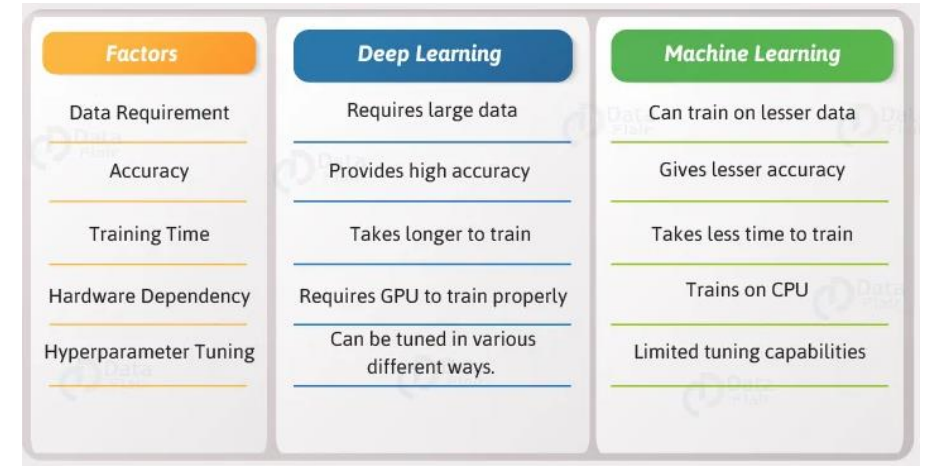 Factors Deep Learning Machine Learning
Data Requirement Requires large data Can train on lesser data
Accuracy Provides high accuracy Gives lesser accuracy
Training Time Takes longer to train Takes less time to train
Hardware Dependency Requires GPU to train properly Trains on CPU
Hyperparameter Tuning Can be tuned in various
different ways. Limited tuning capabilities
Data
Flair